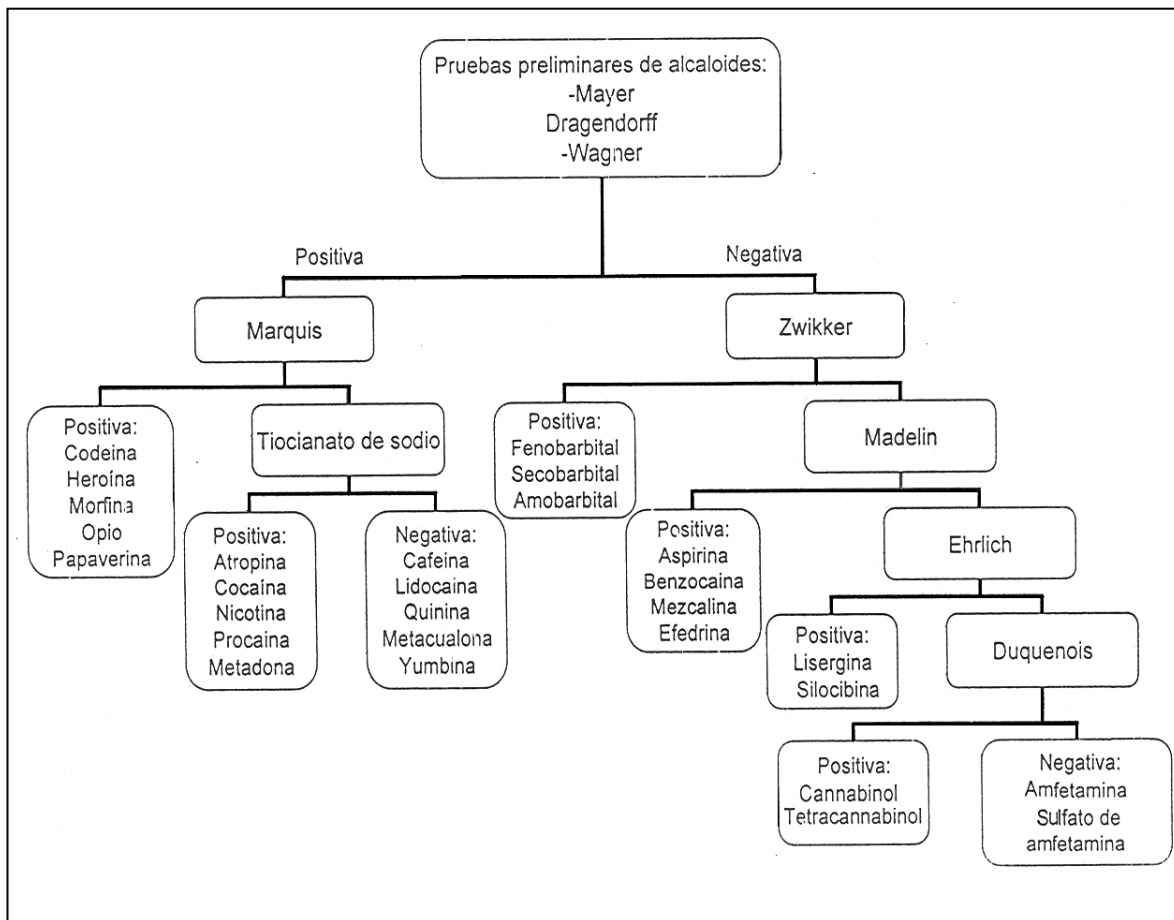 Pruebas preliminares de alcaloides:
-Mayer
Dragendorff
-Wagner
Positiva
Negativa
Marquis
Zwikker
Positiva:
Codeina
Heroína
Morfina
Opio
Papaverina
Tiocianato de sodio
Positiva:
Fenobarbital
Secobarbital
Amobarbital
Madelin
Positiva:
Atropina
Cocaína
Nicotina
Procaina
Metadona
Negativa:
Cafeina
Lidocaina
Quinina
Metacualona
Yumbina
Positiva:
Aspirina
Benzocaina
Mezcalina
Efedrina
Ehrlich
Positiva:
Lisergina
Silocibina
Duquenois
Positiva:
Cannabinol
Tetracannabinol
Negativa:
Amfetamina
Sulfato de
amfetamina